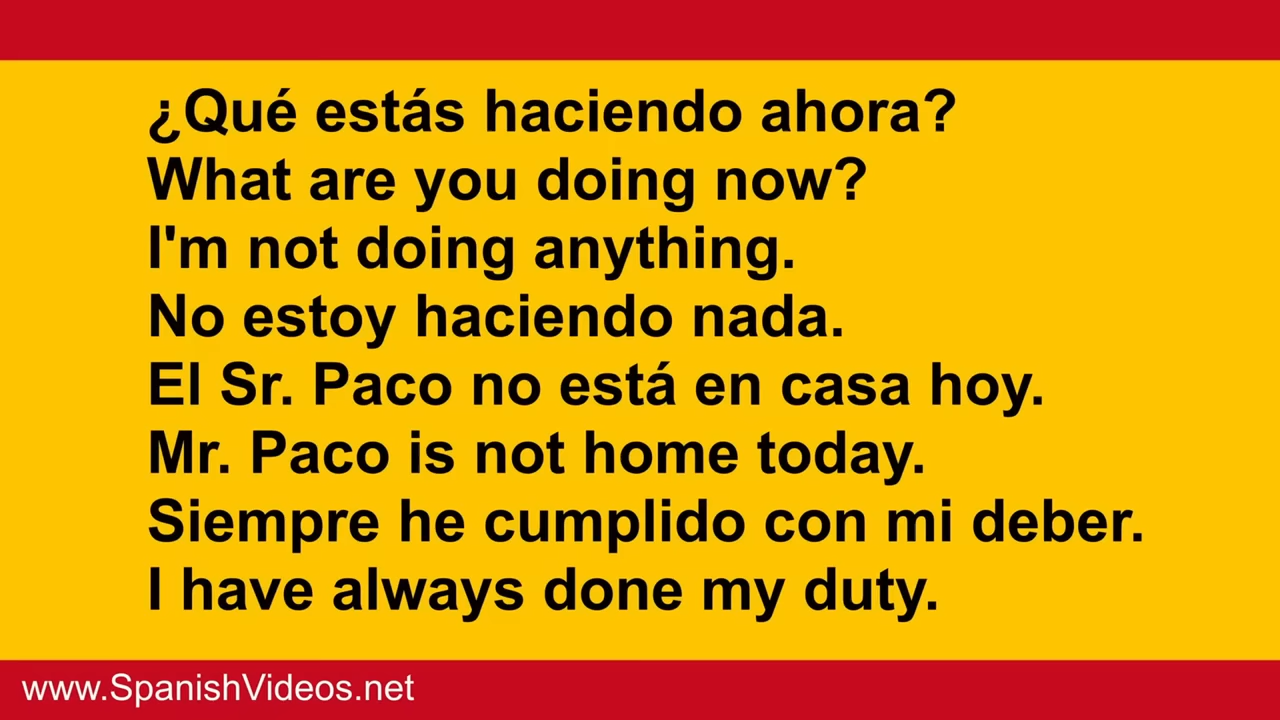 ¿Qué estás haciendo ahora?
What are you doing now?
I'm not doing anything.
No estoy haciendo nada.
El Sr. Paco no está en casa hoy.
Mr. Paco is not home today.
Siempre he cumplido con mi deber.
I have always done my duty.
www.SpanishVideos.net